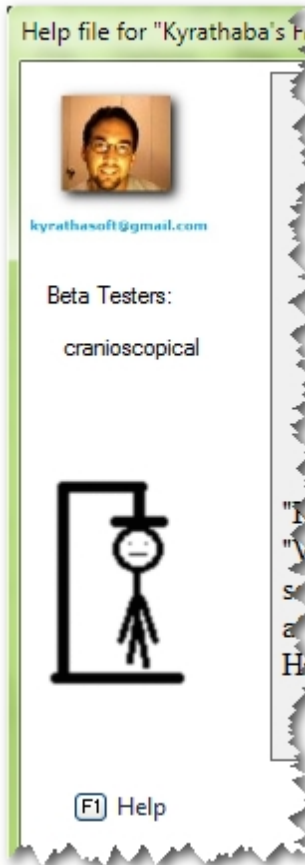 Help file for "Kyrathaba's
kyrathasoft@gmail.com
Beta Testers:
cranioscopical
F1 Help